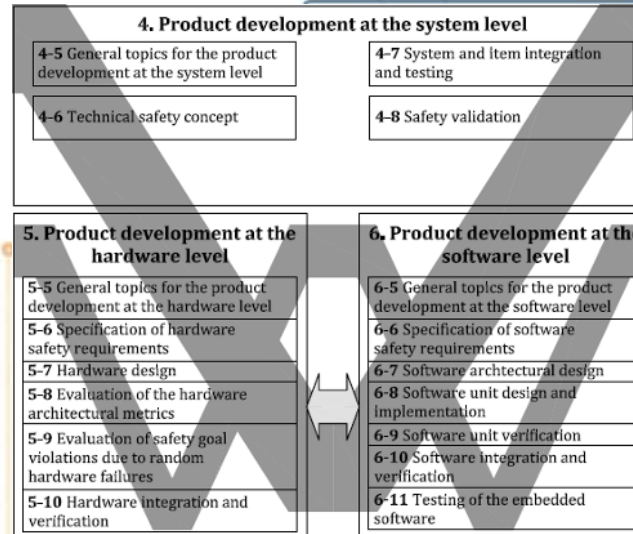 4. Product development at the system level
4-5 General topics for the product
development at the system level
4-7 System and item integration
and testing
4-6 Technical safety concept
4-8 Safety validation
5. Product development at the
hardware level
5-5 General topics for the product
development at the hardware level
5-6 Specification of hardware
safety requirements
5-7 Hardware design
5-8 Evaluation of the hardware
architectural metrics
5-9 Evaluation of safety goal
violations due to random
hardware failures
5-10 Hardware integration and
verification
6. Product development at th
software level
6-5 General topics for the product
development at the software level
6-6 Specification of software
safety requirements
6-7 Software archtectural design
6-8 Software unit design and
implementation
6-9 Software unit verification
6-10 Software integration and
verification
6-11 Testing of the embedded
software